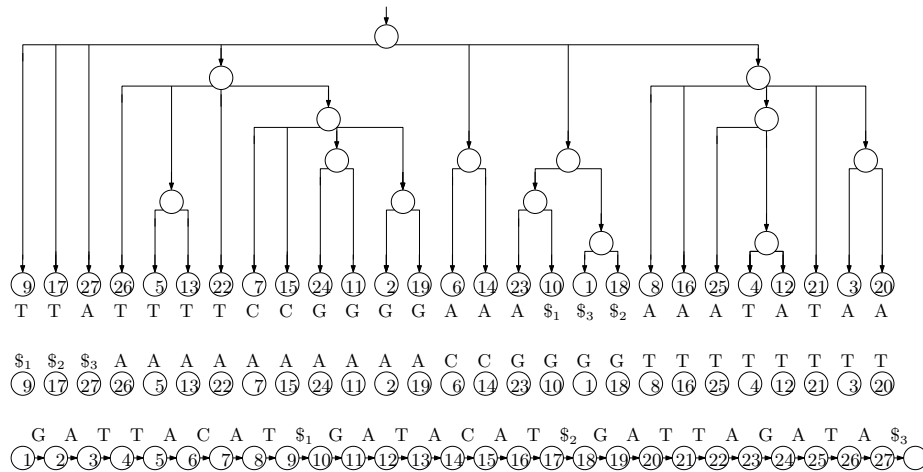 9 17 27 26 5 13 22 7 15 24 11 2 19 6 14 23 10 1 18 8 16 25 4 12 21 3 20
T T A T T T T C C G G G G A A A $₁ $₃ $₂ A A A T A T A A
$₁ $₂ $₃ A A A A A A A A A A C C G G G G T T T T T T T T
9 17 27 26 5 13 22 7 15 24 11 2 19 6 14 23 10 1 18 8 16 25 4 12 21 3 20
G A T T A C A T $₁ G A T A C A T $₂ G A T T A G A T A $₃
1 2 3 4 5 6 7 8 9 10 11 12 13 14 15 16 17 18 19 20 21 22 23 24 25 26 27